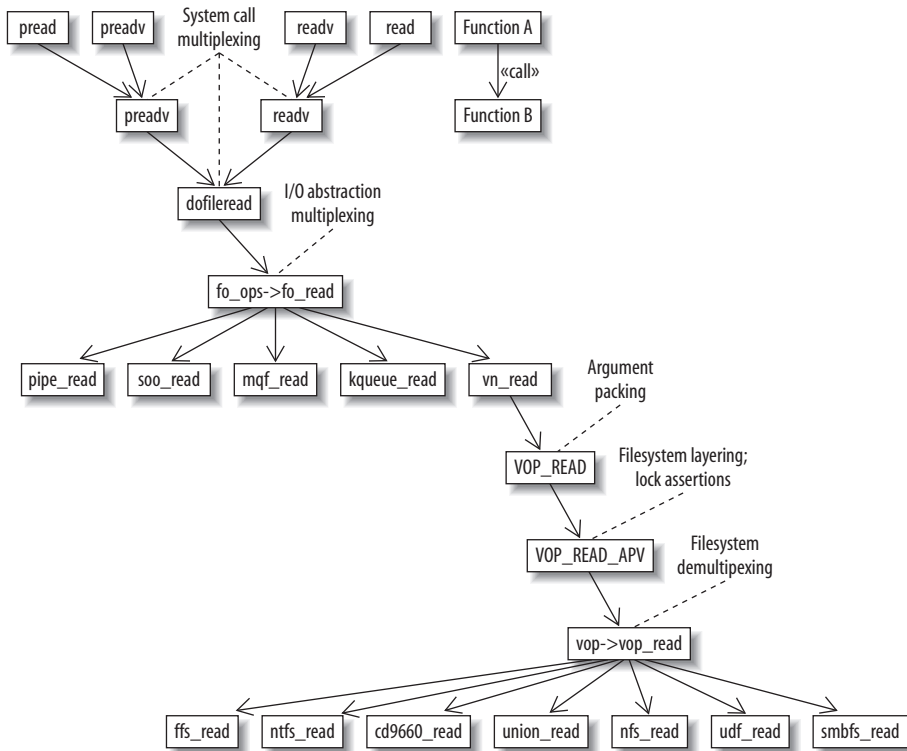 System call
multiplexing
pread
preadv
readv
read
Function A
«call»
preadv
readv
Function B
dofileread
I/O abstraction
multiplexing
fo_ops->fo_read
pipe_read
soo_read
mqf_read
kqueue_read
vn_read
Argument
packing
VOP_READ
Filesystem layering;
lock assertions
VOP_READ_APV
Filesystem
demultipexing
vop->vop_read
ffs_read
ntfs_read
cd9660_read
union_read
nfs_read
udf_read
smbfs_read